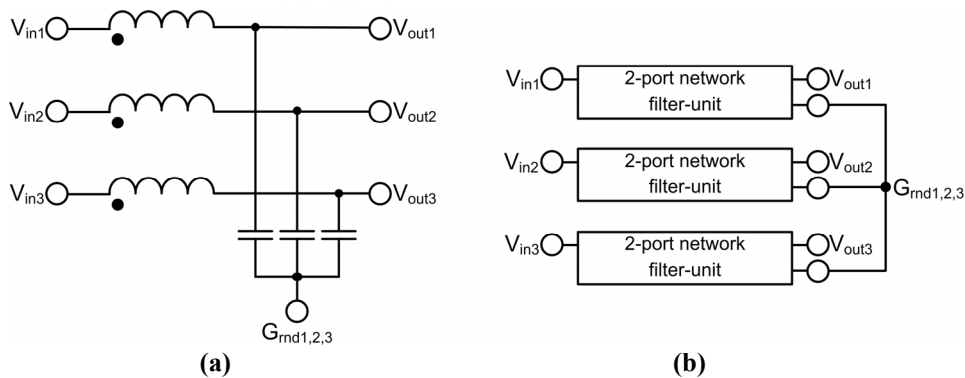 Vin1
Vout1
Vin2
Vout2
Vin3
Vout3
Grnd1,2,3
(a)
Vin1
2-port network
filter-unit
Vout1
Vin2
2-port network
filter-unit
Vout2
Grnd1,2,3
Vin3
2-port network
filter-unit
Vout3
(b)